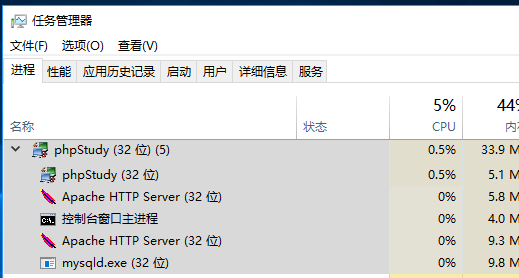 任务管理器
文件(F) 选项(O) 查看(V)
进程 性能 应用历史记录 启动 用户 详细信息 服务
5% 44%
名称 状态 CPU
phpStudy (32 位) (5) 0.5% 33.9 M
phpStudy (32 位) 0.5% 5.1 M
Apache HTTP Server (32 位) 0% 5.8 M
控制台窗口主进程 0% 4.0 M
Apache HTTP Server (32 位) 0% 9.3 M
mysqld.exe (32 位) 0% 9.8 M